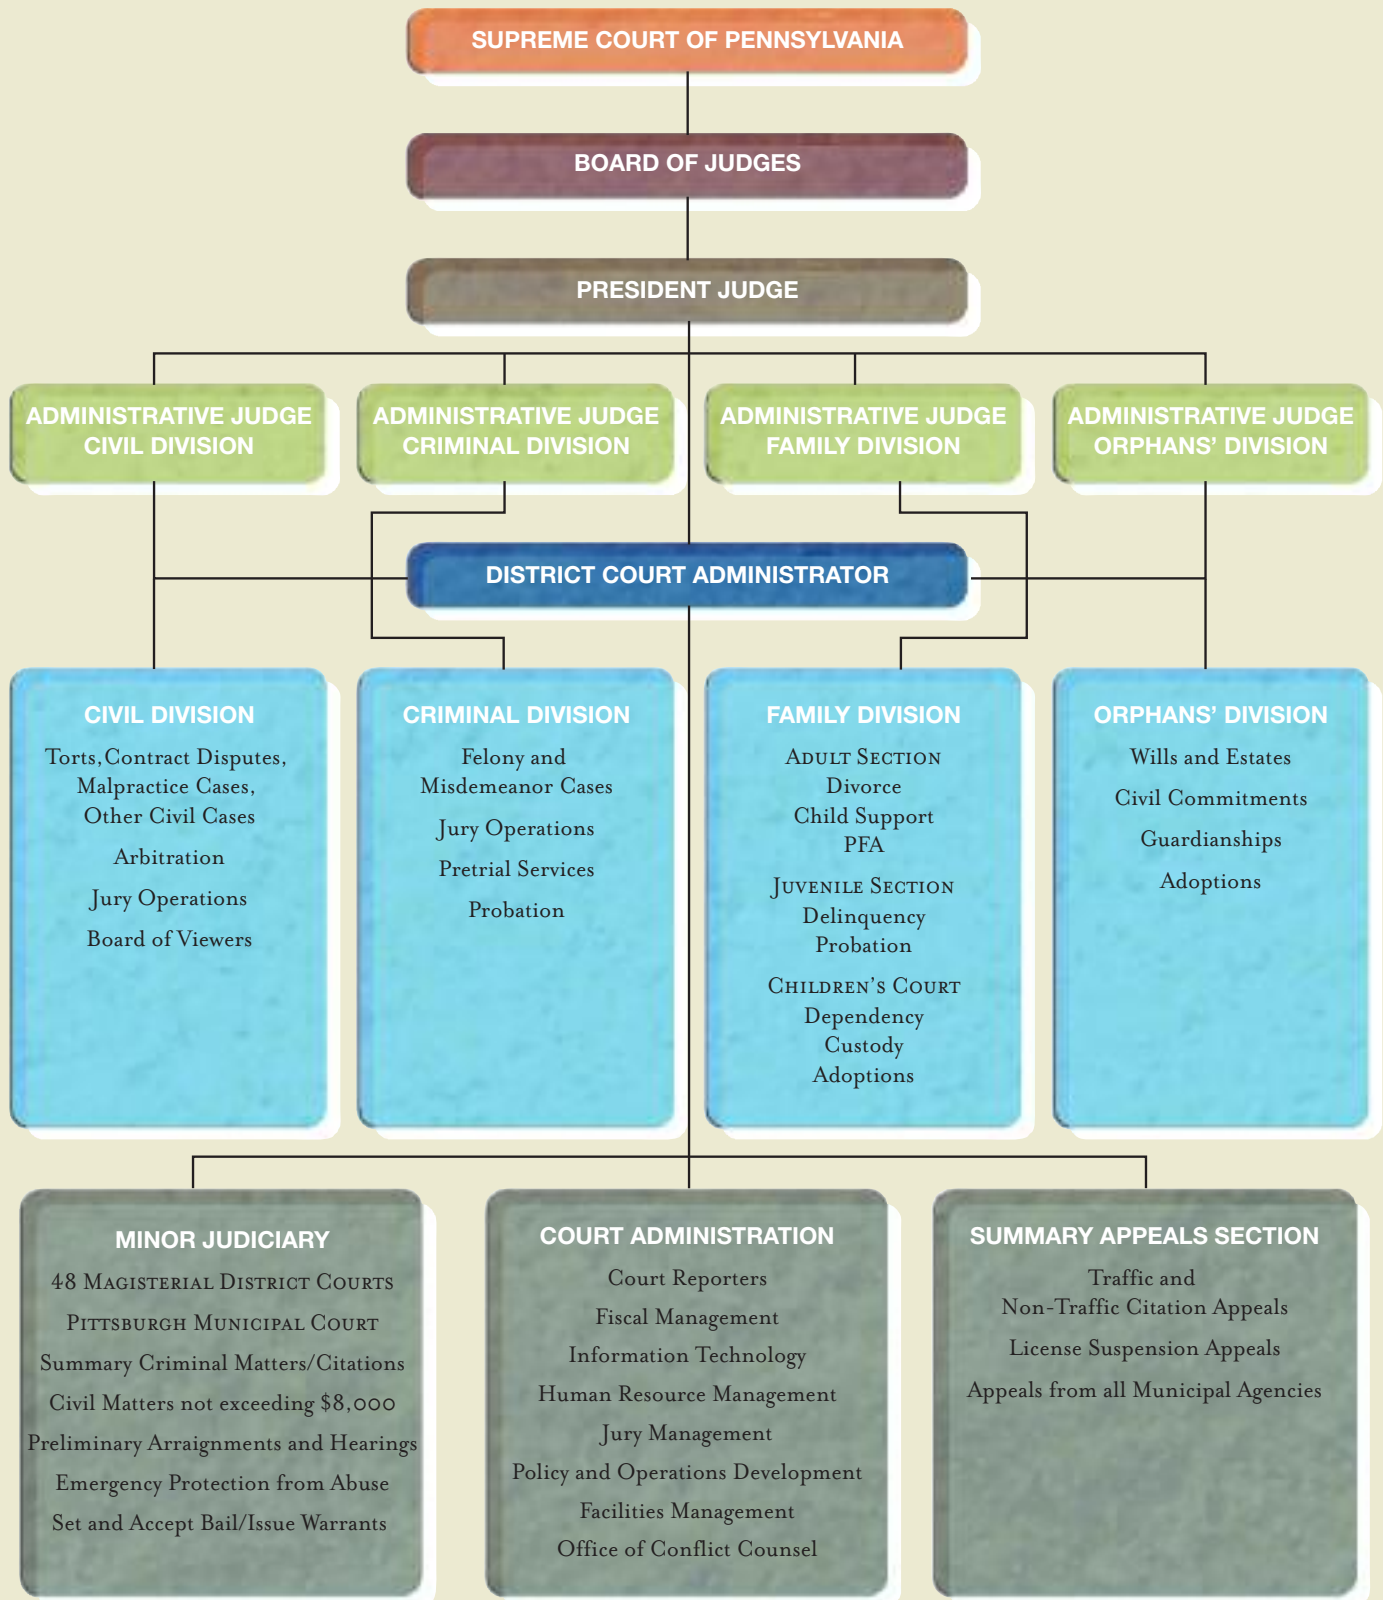 SUPREME COURT OF PENNSYLVANIA
BOARD OF JUDGES
PRESIDENT JUDGE
ADMINISTRATIVE JUDGE
CIVIL DIVISION
ADMINISTRATIVE JUDGE
CRIMINAL DIVISION
ADMINISTRATIVE JUDGE
FAMILY DIVISION
ADMINISTRATIVE JUDGE
ORPHANS' DIVISION
DISTRICT COURT ADMINISTRATOR
CIVIL DIVISION
Torts, Contract Disputes,
Malpractice Cases,
Other Civil Cases
Arbitration
Jury Operations
Board of Viewers
CRIMINAL DIVISION
Felony and
Misdemeanor Cases
Jury Operations
Pretrial Services
Probation
FAMILY DIVISION
ADULT SECTION
Divorce
Child Support
PFA
JUVENILE SECTION
Delinquency
Probation
CHILDREN'S COURT
Dependency
Custody
Adoptions
ORPHANS' DIVISION
Wills and Estates
Civil Commitments
Guardianships
Adoptions
MINOR JUDICIARY
48 MAGISTERIAL DISTRICT COURTS
PITTSBURGH MUNICIPAL COURT
Summary Criminal Matters/Citations
Civil Matters not exceeding $8,000
Preliminary Arraignments and Hearings
Emergency Protection from Abuse
Set and Accept Bail/Issue Warrants
COURT ADMINISTRATION
Court Reporters
Fiscal Management
Information Technology
Human Resource Management
Jury Management
Policy and Operations Development
Facilities Management
Office of Conflict Counsel
SUMMARY APPEALS SECTION
Traffic and
Non-Traffic Citation Appeals
License Suspension Appeals
Appeals from all Municipal Agencies